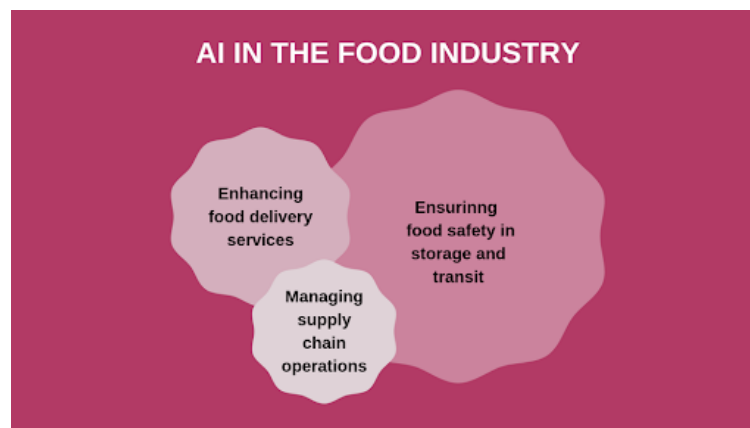 AI IN THE FOOD INDUSTRY
Enhancing
food delivery
services
Ensurinng
food safety in
storage and
transit
Managing
supply
chain
operations